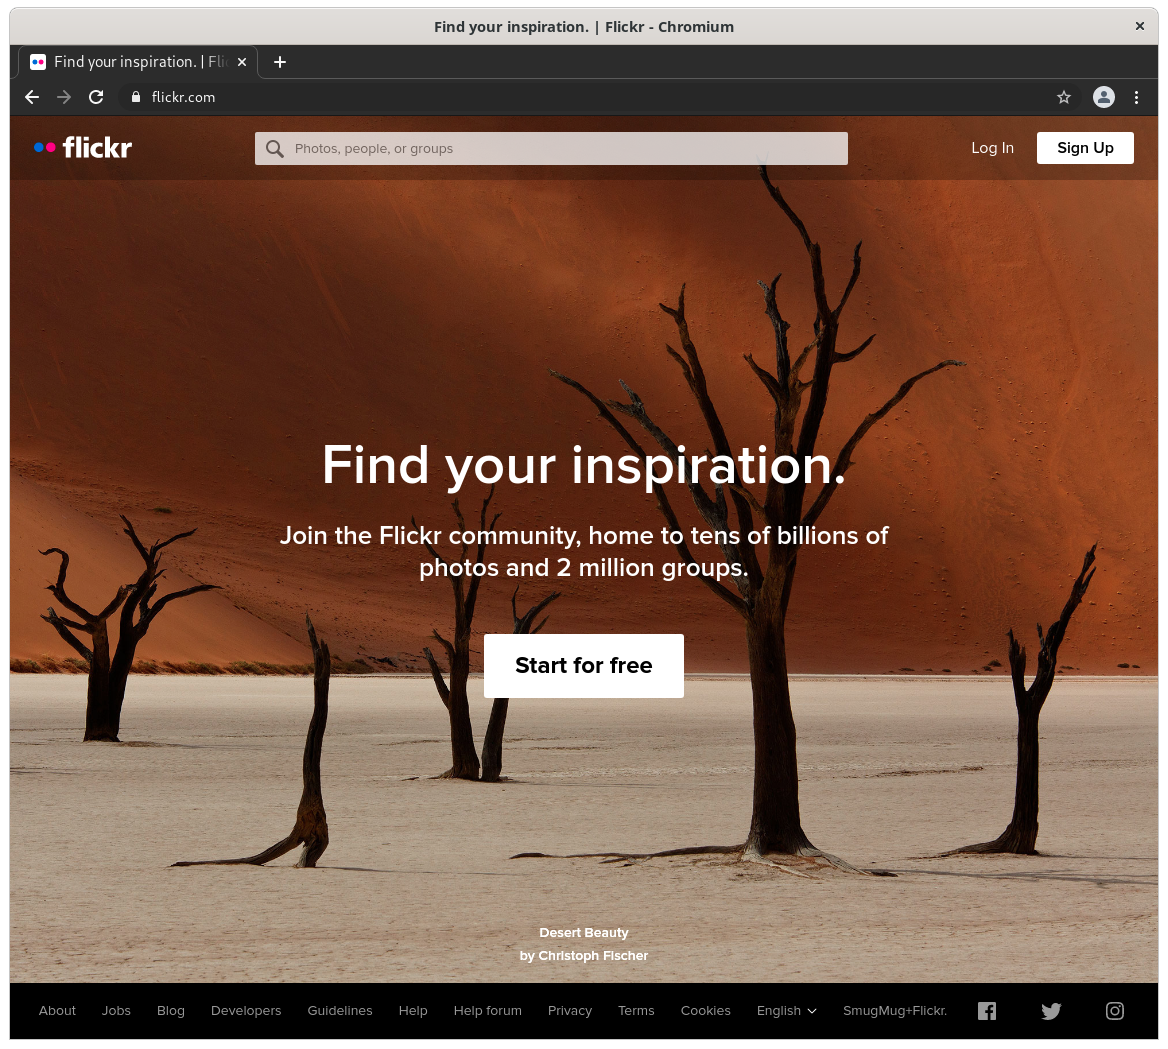 Find your inspiration. | Flickr - Chromium
Find your inspiration. | Fli
flickr.com
flickr
Photos, people, or groups
Log In
Sign Up
Find your inspiration.
Join the Flickr community, home to tens of billions of
photos and 2 million groups.
Start for free
Desert Beauty
by Christoph Fischer
About Jobs Blog Developers Guidelines Help Help forum Privacy Terms Cookies English SmugMug+Flickr.